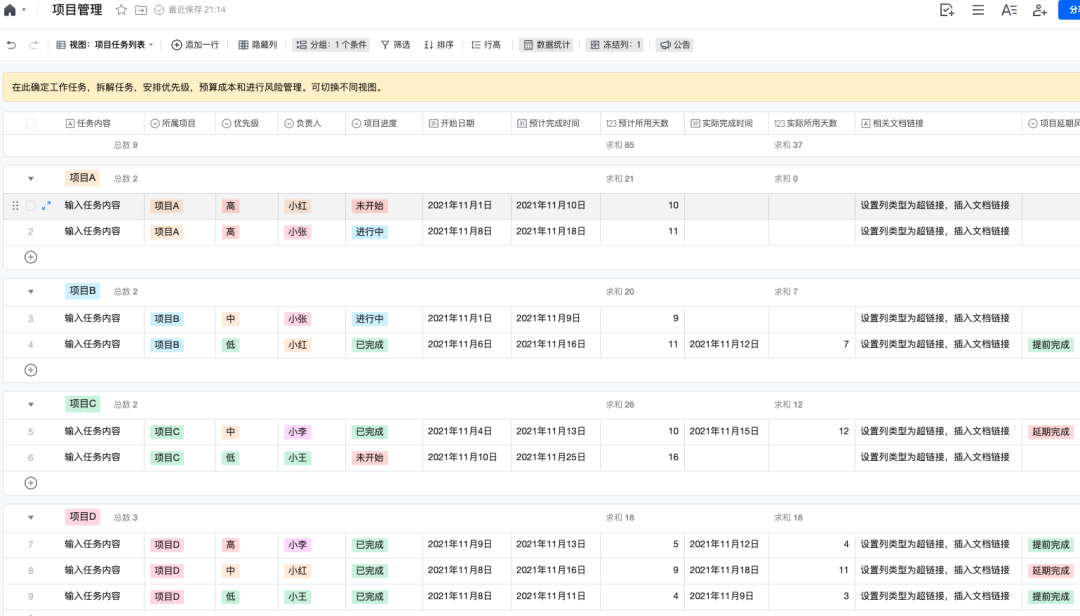 项目管理 最近保存 21:14 分享
视图：项目任务列表 添加一行 隐藏列 分组：1 个条件 筛选 排序 行高 数据统计 冻结列：1 公告
在此确定工作任务，拆解任务，安排优先级，预算成本和进行风险管理。可切换不同视图。
任务内容 所属项目 优先级 负责人 项目进度 开始日期 预计完成时间 123 预计所用天数 实际完成时间 123 实际所用天数 相关文档链接 项目延期风
总数 9 求和 85 求和 37
项目A 总数 2 求和 21 求和 0
输入任务内容 项目A 高 小红 未开始 2021年11月1日 2021年11月10日 10 设置列类型为超链接，插入文档链接
2 输入任务内容 项目A 高 小张 进行中 2021年11月8日 2021年11月18日 11 设置列类型为超链接，插入文档链接
项目B 总数 2 求和 20 求和 7
3 输入任务内容 项目B 中 小张 进行中 2021年11月1日 2021年11月9日 9 设置列类型为超链接，插入文档链接
4 输入任务内容 项目B 低 小红 已完成 2021年11月6日 2021年11月16日 11 2021年11月12日 7 设置列类型为超链接，插入文档链接 提前完成
项目C 总数 2 求和 26 求和 12
5 输入任务内容 项目C 中 小李 已完成 2021年11月4日 2021年11月13日 10 2021年11月15日 12 设置列类型为超链接，插入文档链接 延期完成
6 输入任务内容 项目C 低 小王 未开始 2021年11月10日 2021年11月25日 16 设置列类型为超链接，插入文档链接
项目D 总数 3 求和 18 求和 18
7 输入任务内容 项目D 高 小李 已完成 2021年11月9日 2021年11月13日 5 2021年11月12日 4 设置列类型为超链接，插入文档链接 提前完成
8 输入任务内容 项目D 中 小红 已完成 2021年11月8日 2021年11月16日 9 2021年11月18日 11 设置列类型为超链接，插入文档链接 延期完成
9 输入任务内容 项目D 低 小王 已完成 2021年11月8日 2021年11月11日 4 2021年11月9日 3 设置列类型为超链接，插入文档链接 提前完成